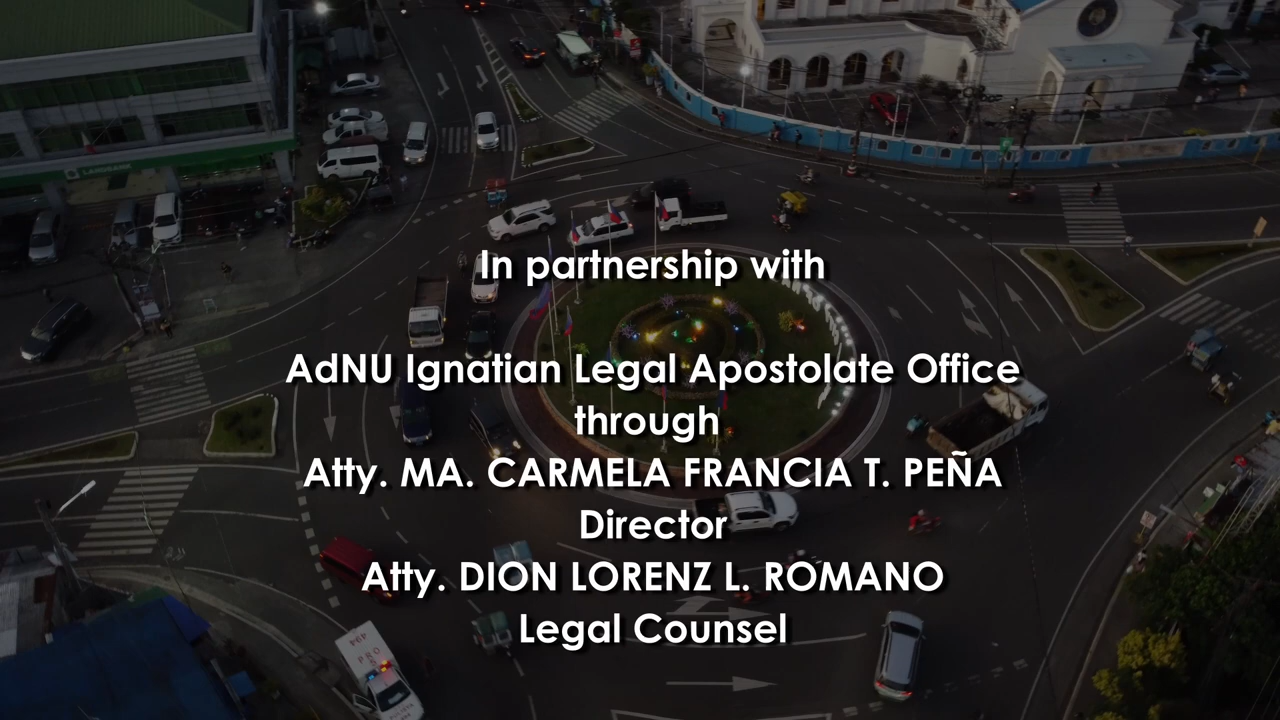 LANDBANK
In partnership with
AdNU Ignatian Legal Apostolate Office
through
Atty. MA. CARMELA FRANCIA T. PEÑA
Director
Atty. DION LORENZ L. ROMANO
Legal Counsel